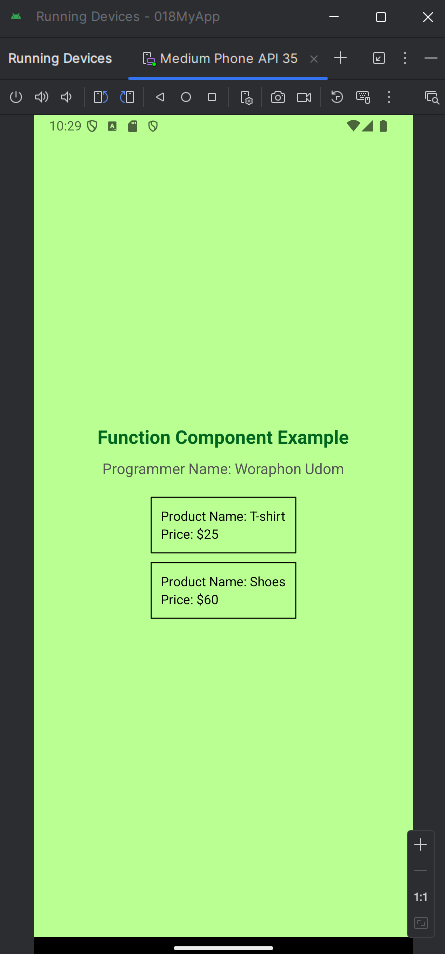 Running Devices - 018MyApp
Running Devices
Medium Phone API 35
10:29
Function Component Example
Programmer Name: Woraphon Udom
Product Name: T-shirt
Price: $25
Product Name: Shoes
Price: $60
1:1